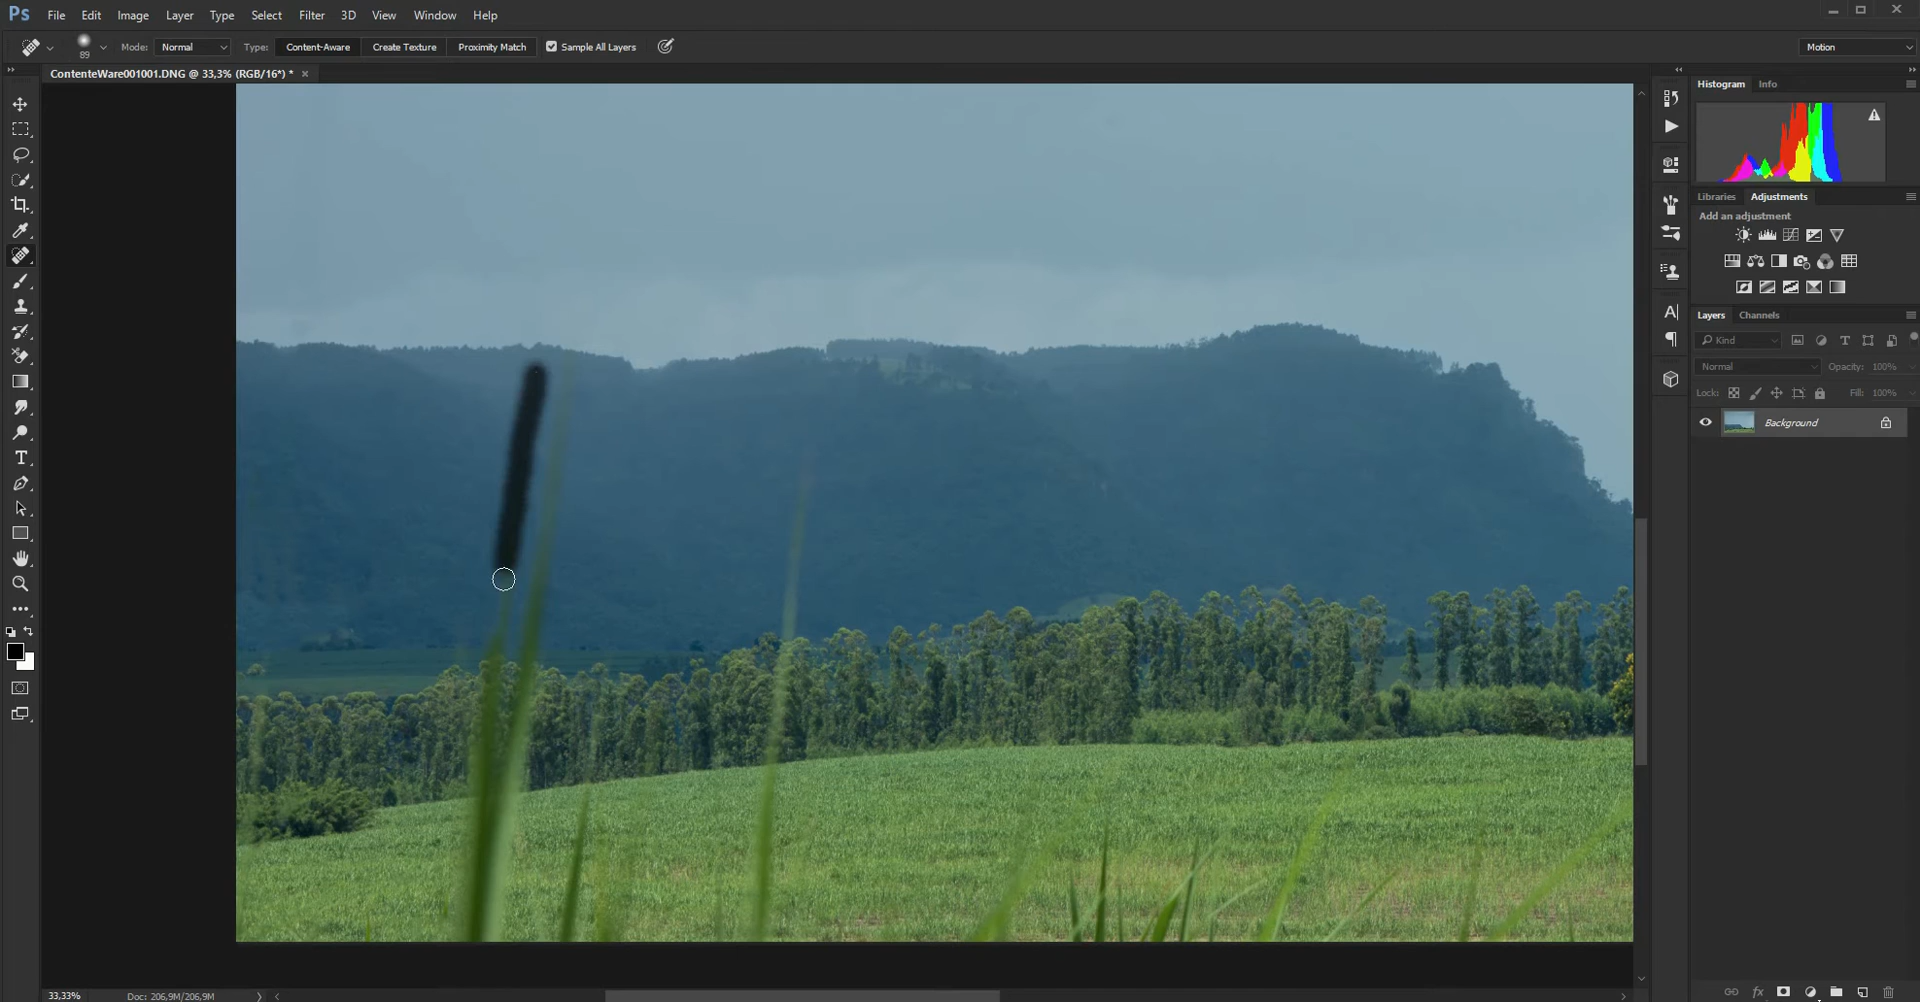 Ps File Edit Image Layer Type Select Filter 3D View Window Help
89 Mode: Normal Type: Content-Aware Create Texture Proximity Match Sample All Layers Motion
ContenteWare001001.DNG @ 33,3% (RGB/16*) * ×
Histogram Info
Libraries Adjustments
Add an adjustment
Layers Channels
Kind
Normal Opacity: 100%
Lock: Fill: 100%
Background
33,33% Doc: 206,9M/206,9M